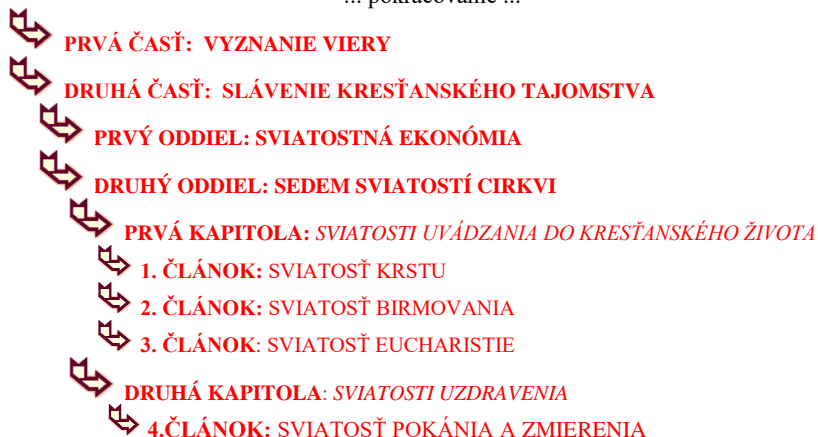 ... pokračovanie ...
PRVÁ ČASŤ: VYZNANIE VIERY
DRUHÁ ČASŤ: SLÁVENIE KRESŤANSKÉHO TAJOMSTVA
PRVÝ ODDIEL: SVIATOSTNÁ EKONÓMIA
DRUHÝ ODDIEL: SEDEM SVIATOSTÍ CIRKVI
PRVÁ KAPITOLA: SVIATOSTI UVÁDZANIA DO KRESŤANSKÉHO ŽIVOTA
1. ČLÁNOK: SVIATOSŤ KRSTU
2. ČLÁNOK: SVIATOSŤ BIRMOVANIA
3. ČLÁNOK: SVIATOSŤ EUCHARISTIE
DRUHÁ KAPITOLA: SVIATOSTI UZDRAVENIA
4.ČLÁNOK: SVIATOSŤ POKÁNIA A ZMIERENIA